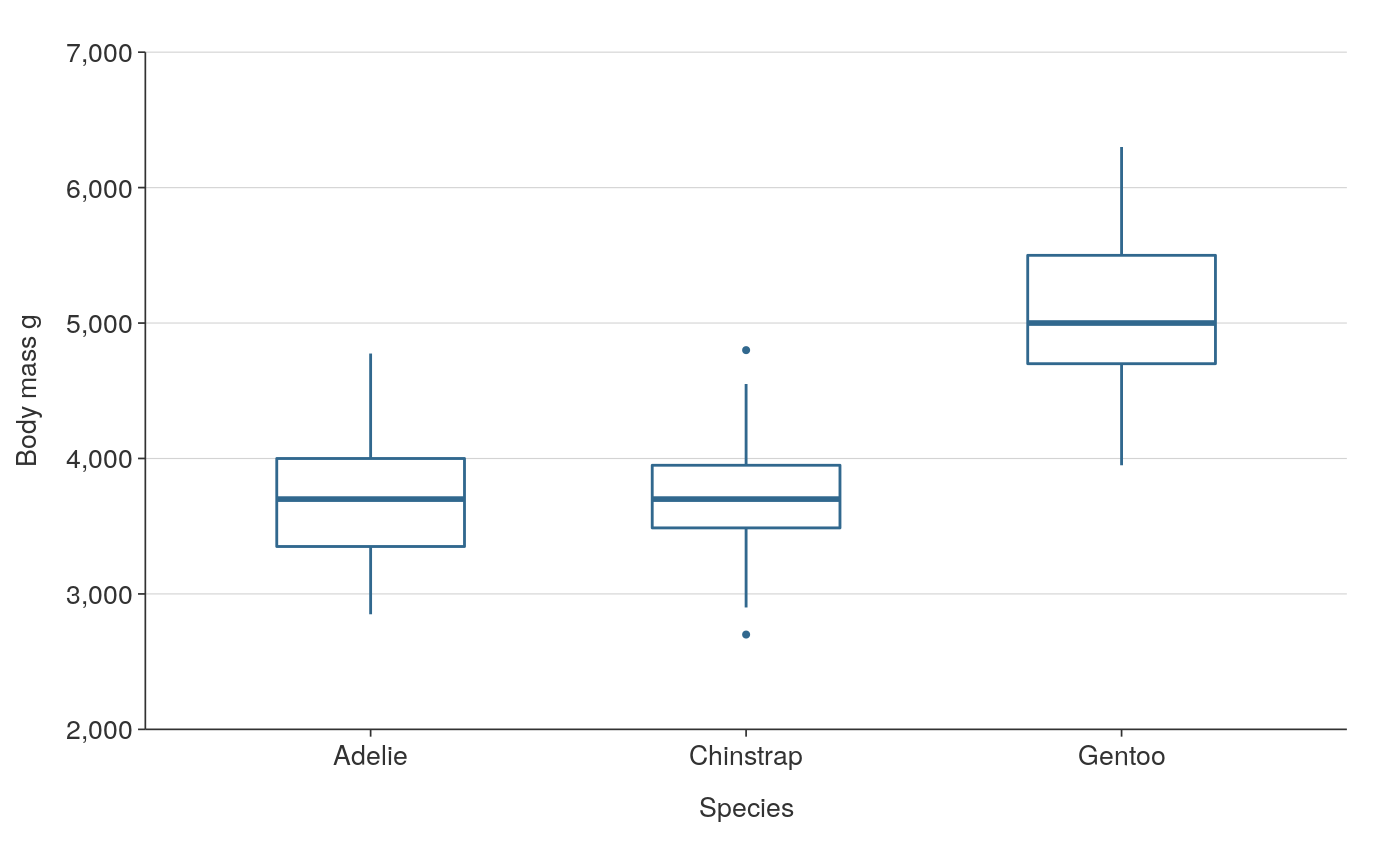 7,000
6,000
5,000
4,000
3,000
2,000
Body mass g
Adelie
Chinstrap
Gentoo
Species